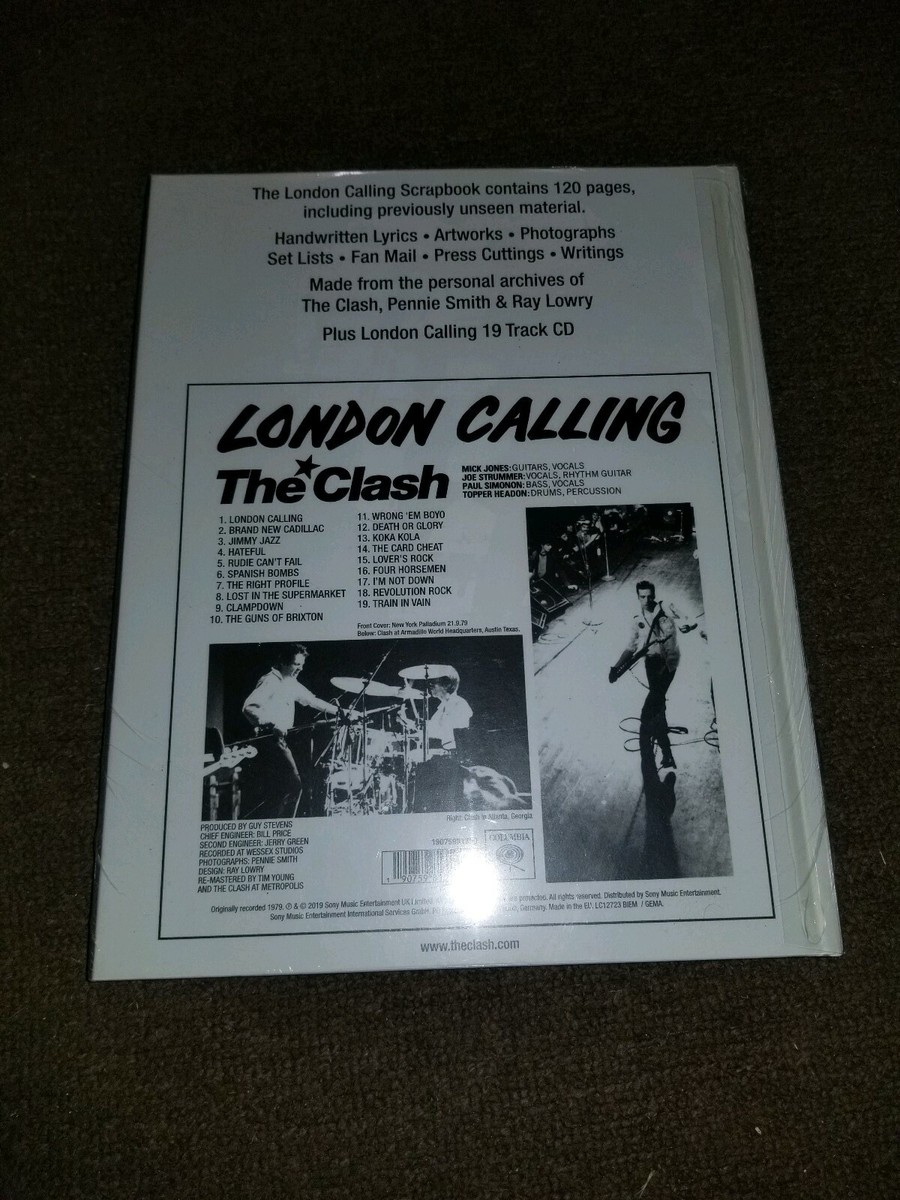 The London Calling Scrapbook contains 120 pages,
including previously unseen material.
Handwritten Lyrics • Artworks • Photographs
Set Lists • Fan Mail • Press Cuttings • Writings
Made from the personal archives of
The Clash, Pennie Smith & Ray Lowry
Plus London Calling 19 Track CD
LONDON CALLING
The Clash
MICK JONES: GUITARS, VOCALS
JOE STRUMMER: VOCALS, RHYTHM GUITAR
PAUL SIMONON: BASS, VOCALS
TOPPER HEADON: DRUMS, PERCUSSION
1. LONDON CALLING
2. BRAND NEW CADILLAC
3. JIMMY JAZZ
4. HATEFUL
5. RUDIE CAN'T FAIL
6. SPANISH BOMBS
7. THE RIGHT PROFILE
8. LOST IN THE SUPERMARKET
9. CLAMPDOWN
10. THE GUNS OF BRIXTON
11. WRONG 'EM BOYO
12. DEATH OR GLORY
13. KOKA KOLA
14. THE CARD CHEAT
15. LOVER'S ROCK
16. FOUR HORSEMEN
17. I'M NOT DOWN
18. REVOLUTION ROCK
19. TRAIN IN VAIN
Front Cover: New York Palladium 21.9.79
Below: Clash at Armadillo World Headquarters, Austin Texas.
Right: Clash in Atlanta, Georgia
PRODUCED BY GUY STEVENS
CHIEF ENGINEER: BILL PRICE
SECOND ENGINEER: JERRY GREEN
RECORDED AT WESSEX STUDIOS
PHOTOGRAPHS: PENNIE SMITH
DESIGN: RAY LOWRY
RE-MASTERED BY TIM YOUNG
AND THE CLASH AT METROPOLIS
COLUMBIA
Originally recorded 1979. ℗ & © 2019 Sony Music Entertainment UK Limited. are protected. All rights reserved. Distributed by Sony Music Entertainment.
Sony Music Entertainment International Services GmbH, Germany. Made in the EU. LC12723 BIEM / GEMA.
www.theclash.com